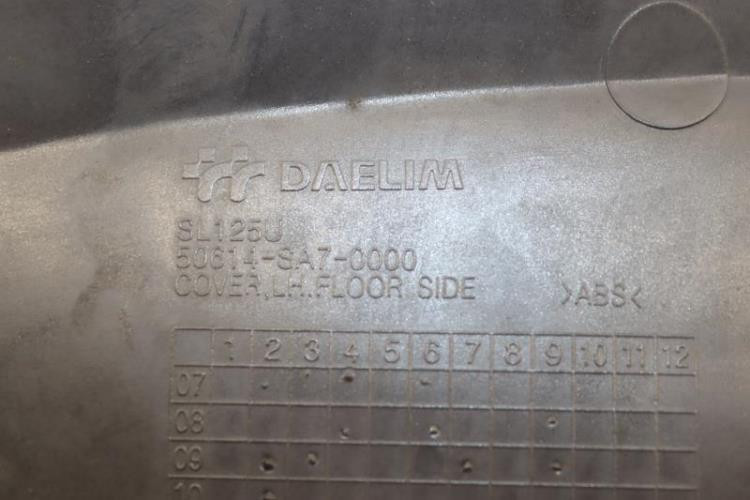 DAELIM
SL125U
50614-SA7-0000
COVER,LH.FLOOR SIDE >ABS<
1 2 3 4 5 6 7 8 9 10 11 12
07
08
09
10